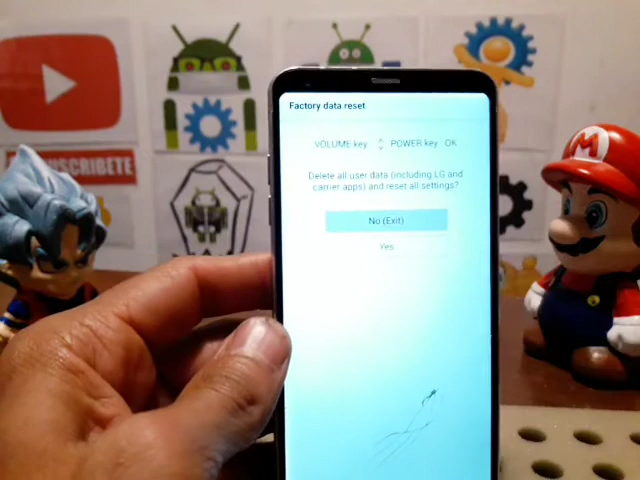 SUSCRIBETE
Factory data reset
VOLUME key POWER key OK
Delete all user data (including LG and
carrier apps) and reset all settings?
No (Exit)
Yes
M